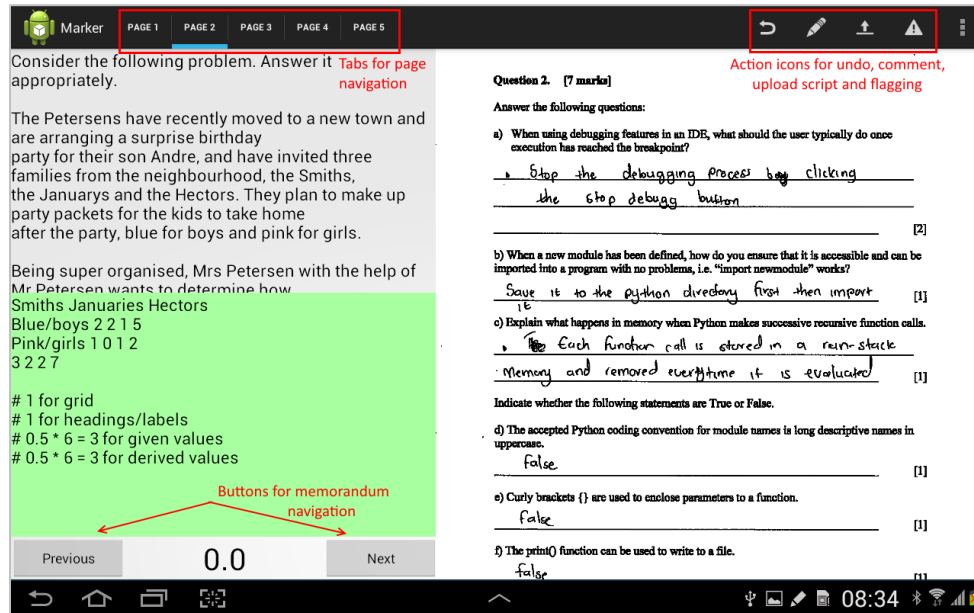 Marker
PAGE 1 PAGE 2 PAGE 3 PAGE 4 PAGE 5
Tabs for page
navigation
Action icons for undo, comment,
upload script and flagging
Consider the following problem. Answer it
appropriately.
The Petersens have recently moved to a new town and
are arranging a surprise birthday
party for their son Andre, and have invited three
families from the neighbourhood, the Smiths,
the Januarys and the Hectors. They plan to make up
party packets for the kids to take home
after the party, blue for boys and pink for girls.
Being super organised, Mrs Petersen with the help of
Mr Petersen wants to determine how
Smiths Januaries Hectors
Blue/boys 2 2 1 5
Pink/girls 1 0 1 2
3 2 2 7
# 1 for grid
# 1 for headings/labels
# 0.5 * 6 = 3 for given values
# 0.5 * 6 = 3 for derived values
Buttons for memorandum
navigation
Previous 0.0 Next
Question 2. [7 marks]
Answer the following questions:
a) When using debugging features in an IDE, what should the user typically do once
execution has reached the breakpoint?
Stop the debugging process by clicking
the stop debugg button
[2]
b) When a new module has been defined, how do you ensure that it is accessible and can be
imported into a program with no problems, i.e. "import newmodule" works?
Save it to the python directory first then import
it
[1]
c) Explain what happens in memory when Python makes successive recursive function calls.
Each function call is stored in a run-stack
Memory and removed everytime it is evaluated
[1]
Indicate whether the following statements are True or False.
d) The accepted Python coding convention for module names is long descriptive names in
uppercase.
false
[1]
e) Curly brackets {} are used to enclose parameters to a function.
false
[1]
f) The print() function can be used to write to a file.
false
[1]
08:34